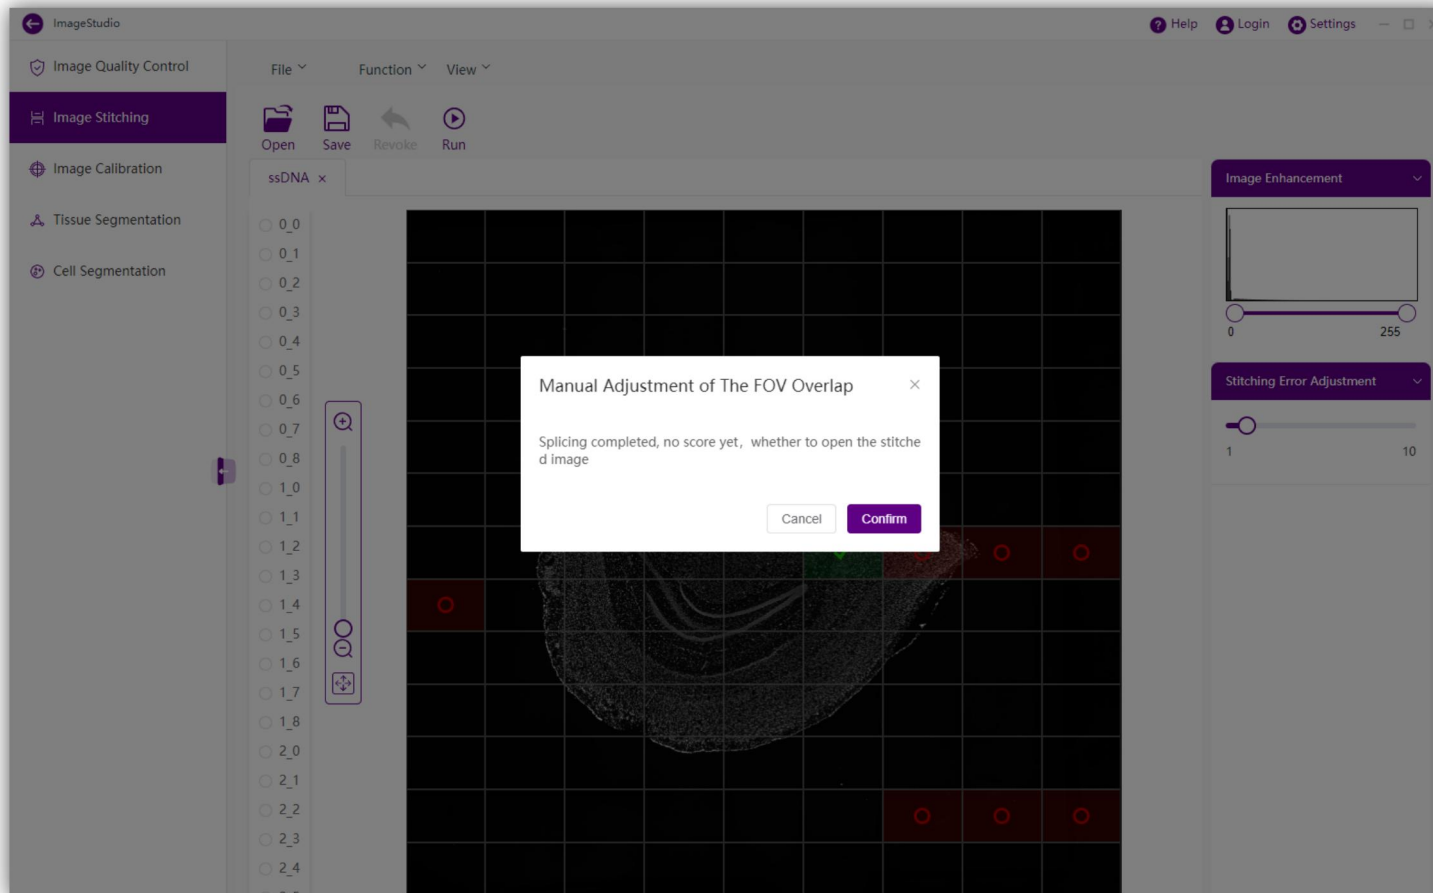 ImageStudio
Help Login Settings
Image Quality Control
Image Stitching
Image Calibration
Tissue Segmentation
Cell Segmentation
File Function View
Open Save Revoke Run
ssDNA ×
0_0
0_1
0_2
0_3
0_4
0_5
0_6
0_7
0_8
1_0
1_1
1_2
1_3
1_4
1_5
1_6
1_7
1_8
2_0
2_1
2_2
2_3
2_4
Manual Adjustment of The FOV Overlap
Splicing completed, no score yet, whether to open the stitche
d image
Cancel Confirm
Image Enhancement
0 255
Stitching Error Adjustment
1 10